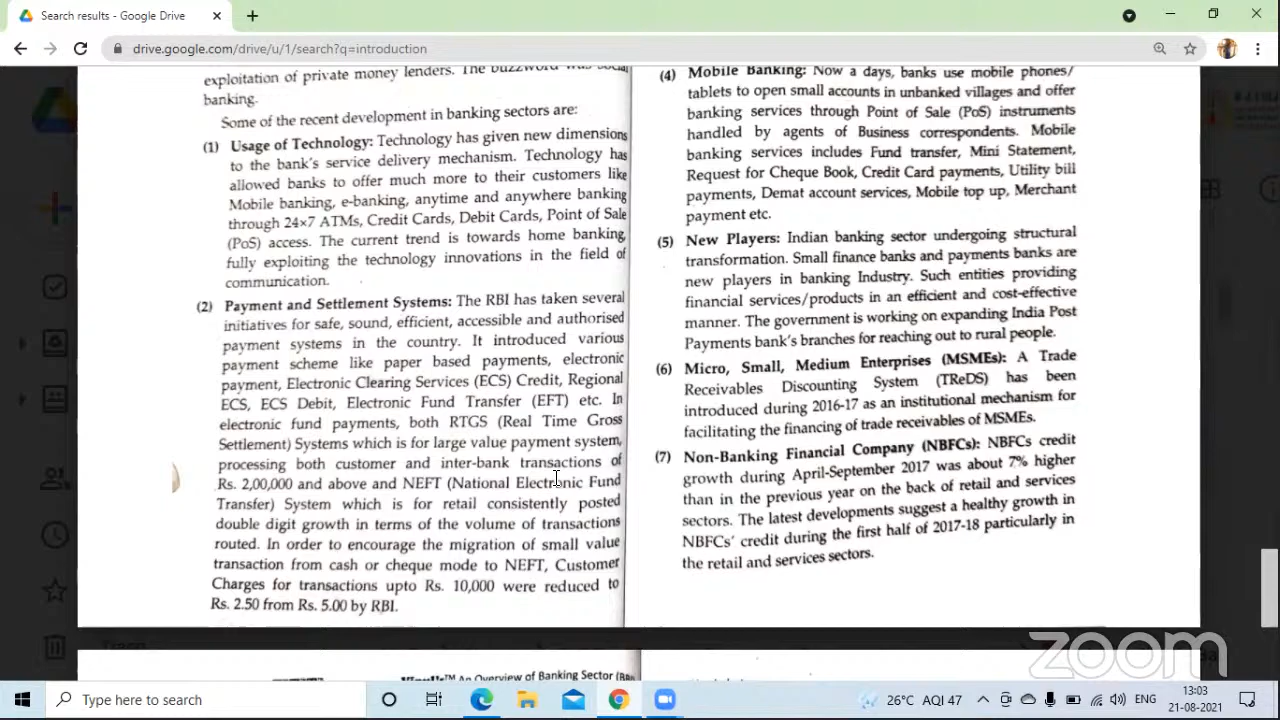 Search results - Google Drive
drive.google.com/drive/u/1/search?q=introduction
exploitation of private money lenders. The buzzword was social
banking.
Some of the recent development in banking sectors are:
(1) Usage of Technology: Technology has given new dimensions
to the bank's service delivery mechanism. Technology has
allowed banks to offer much more to their customers like
Mobile banking, e-banking, anytime and anywhere banking
through 24×7 ATMs, Credit Cards, Debit Cards, Point of Sale
(PoS) access. The current trend is towards home banking,
fully exploiting the technology innovations in the field of
communication.
(2) Payment and Settlement Systems: The RBI has taken several
initiatives for safe, sound, efficient, accessible and authorised
payment systems in the country. It introduced various
payment scheme like paper based payments, electronic
payment, Electronic Clearing Services (ECS) Credit, Regional
ECS, ECS Debit, Electronic Fund Transfer (EFT) etc. In
electronic fund payments, both RTGS (Real Time Gross
Settlement) Systems which is for large value payment system,
processing both customer and inter-bank transactions of
Rs. 2,00,000 and above and NEFT (National Electronic Fund
Transfer) System which is for retail consistently posted
double digit growth in terms of the volume of transactions
routed. In order to encourage the migration of small value
transaction from cash or cheque mode to NEFT, Customer
Charges for transactions upto Rs. 10,000 were reduced to
Rs. 2.50 from Rs. 5.00 by RBI.
(4) Mobile Banking: Now a days, banks use mobile phones/
tablets to open small accounts in unbanked villages and offer
banking services through Point of Sale (PoS) instruments
handled by agents of Business correspondents. Mobile
banking services includes Fund transfer, Mini Statement,
Request for Cheque Book, Credit Card payments, Utility bill
payments, Demat account services, Mobile top up, Merchant
payment etc.
(5) New Players: Indian banking sector undergoing structural
transformation. Small finance banks and payments banks are
new players in banking Industry. Such entities providing
financial services/products in an efficient and cost-effective
manner. The government is working on expanding India Post
Payments bank's branches for reaching out to rural people.
(6) Micro, Small, Medium Enterprises (MSMEs): A Trade
Receivables Discounting System (TReDS) has been
introduced during 2016-17 as an institutional mechanism for
facilitating the financing of trade receivables of MSMEs.
(7) Non-Banking Financial Company (NBFCs): NBFCs credit
growth during April-September 2017 was about 7% higher
than in the previous year on the back of retail and services
sectors. The latest developments suggest a healthy growth in
NBFCs' credit during the first half of 2017-18 particularly in
the retail and services sectors.
An Overview of Banking Sector
zoom
Type here to search
26°C AQI 47
ENG
13:03
21-08-2021